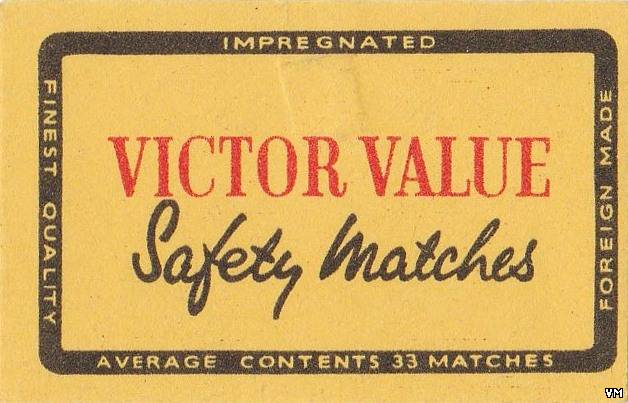 IMPREGNATED
FINEST QUALITY
VICTOR VALUE
Safety Matches
FOREIGN MADE
AVERAGE CONTENTS 33 MATCHES
VM